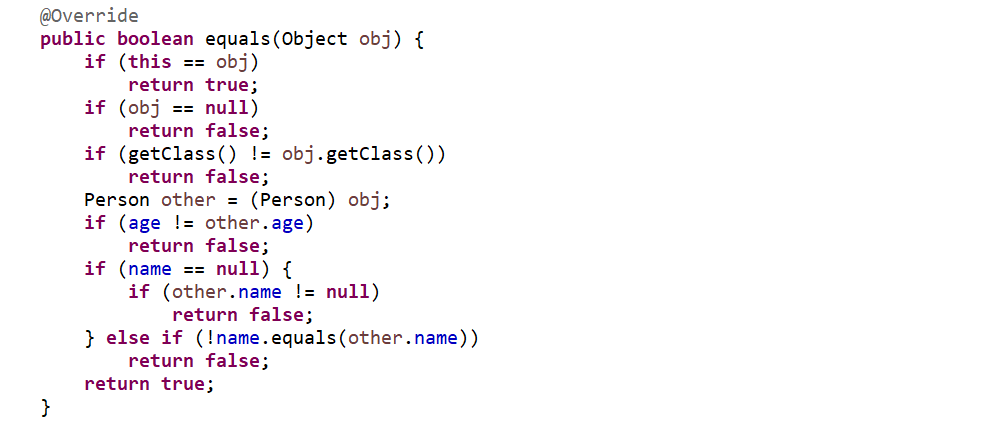 @Override
public boolean equals(Object obj) {
    if (this == obj)
        return true;
    if (obj == null)
        return false;
    if (getClass() != obj.getClass())
        return false;
    Person other = (Person) obj;
    if (age != other.age)
        return false;
    if (name == null) {
        if (other.name != null)
            return false;
    } else if (!name.equals(other.name))
        return false;
    return true;
}